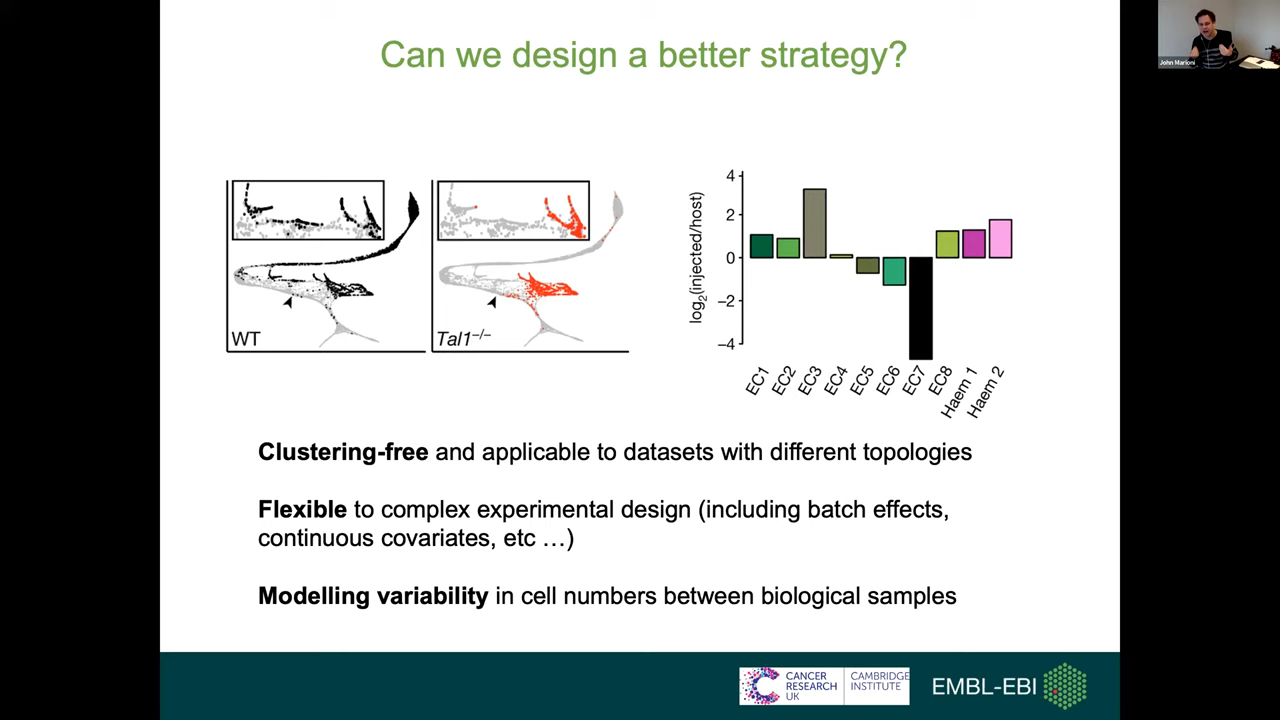 John Marioni
Can we design a better strategy?
WT
Tal1−/−
log2(injected/host)
4
2
0
−2
−4
EC1
EC2
EC3
EC4
EC5
EC6
EC7
EC8
Haem 1
Haem 2
Clustering-free and applicable to datasets with different topologies
Flexible to complex experimental design (including batch effects,
continuous covariates, etc …)
Modelling variability in cell numbers between biological samples
CANCER
RESEARCH
UK
CAMBRIDGE
INSTITUTE
EMBL-EBI